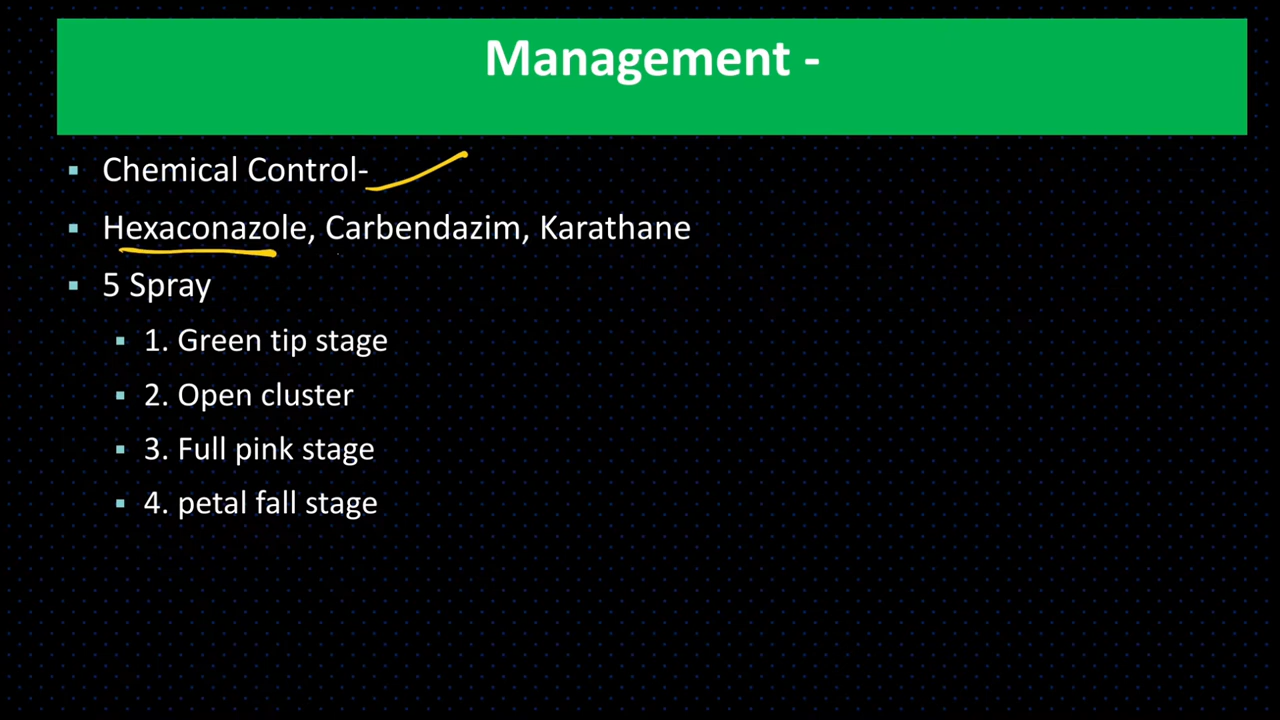 Management -
Chemical Control-
Hexaconazole, Carbendazim, Karathane
5 Spray
1. Green tip stage
2. Open cluster
3. Full pink stage
4. petal fall stage